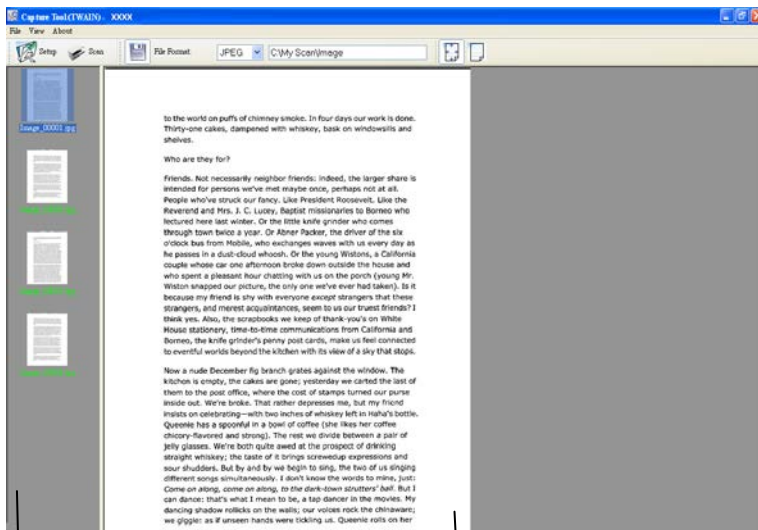 Capture Tool(TWAIN) - XXXX
File View About
Setup Scan File Format JPEG C:\My Scan\Image
Image_00001.jpg
to the world on puffs of chimney smoke. In four days our work is done.
Thirty-one cakes, dampened with whiskey, bask on windowsills and
shelves.
Who are they for?
Friends. Not necessarily neighbor friends: indeed, the larger share is
intended for persons we've met maybe once, perhaps not at all.
People who've struck our fancy. Like President Roosevelt. Like the
Reverend and Mrs. J. C. Lucey, Baptist missionaries to Borneo who
lectured here last winter. Or the little knife grinder who comes
through town twice a year. Or Abner Packer, the driver of the six
o'clock bus from Mobile, who exchanges waves with us every day as
he passes in a dust-cloud whoosh. Or the young Wistons, a California
couple whose car one afternoon broke down outside the house and
who spent a pleasant hour chatting with us on the porch (young Mr.
Wiston snapped our picture, the only one we've ever had taken). Is it
because my friend is shy with everyone except strangers that these
strangers, and merest acquaintances, seem to us our truest friends? I
think yes. Also, the scrapbooks we keep of thank-you's on White
House stationery, time-to-time communications from California and
Borneo, the knife grinder's penny post cards, make us feel connected
to eventful worlds beyond the kitchen with its view of a sky that stops.
Now a nude December fig branch grates against the window. The
kitchen is empty, the cakes are gone; yesterday we carted the last of
them to the post office, where the cost of stamps turned our purse
inside out. We're broke. That rather depresses me, but my friend
insists on celebrating—with two inches of whiskey left in Haha's bottle.
Queenie has a spoonful in a bowl of coffee (she likes her coffee
chicory-flavored and strong). The rest we divide between a pair of
jelly glasses. We're both quite awed at the prospect of drinking
straight whiskey; the taste of it brings screwedup expressions and
sour shudders. But by and by we begin to sing, the two of us singing
different songs simultaneously. I don't know the words to mine, just:
Come on along, come on along, to the dark-town strutters' ball. But I
can dance: that's what I mean to be, a tap dancer in the movies. My
dancing shadow rollicks on the walls; our voices rock the chinaware;
we giggle: as if unseen hands were tickling us. Queenie rolls on her